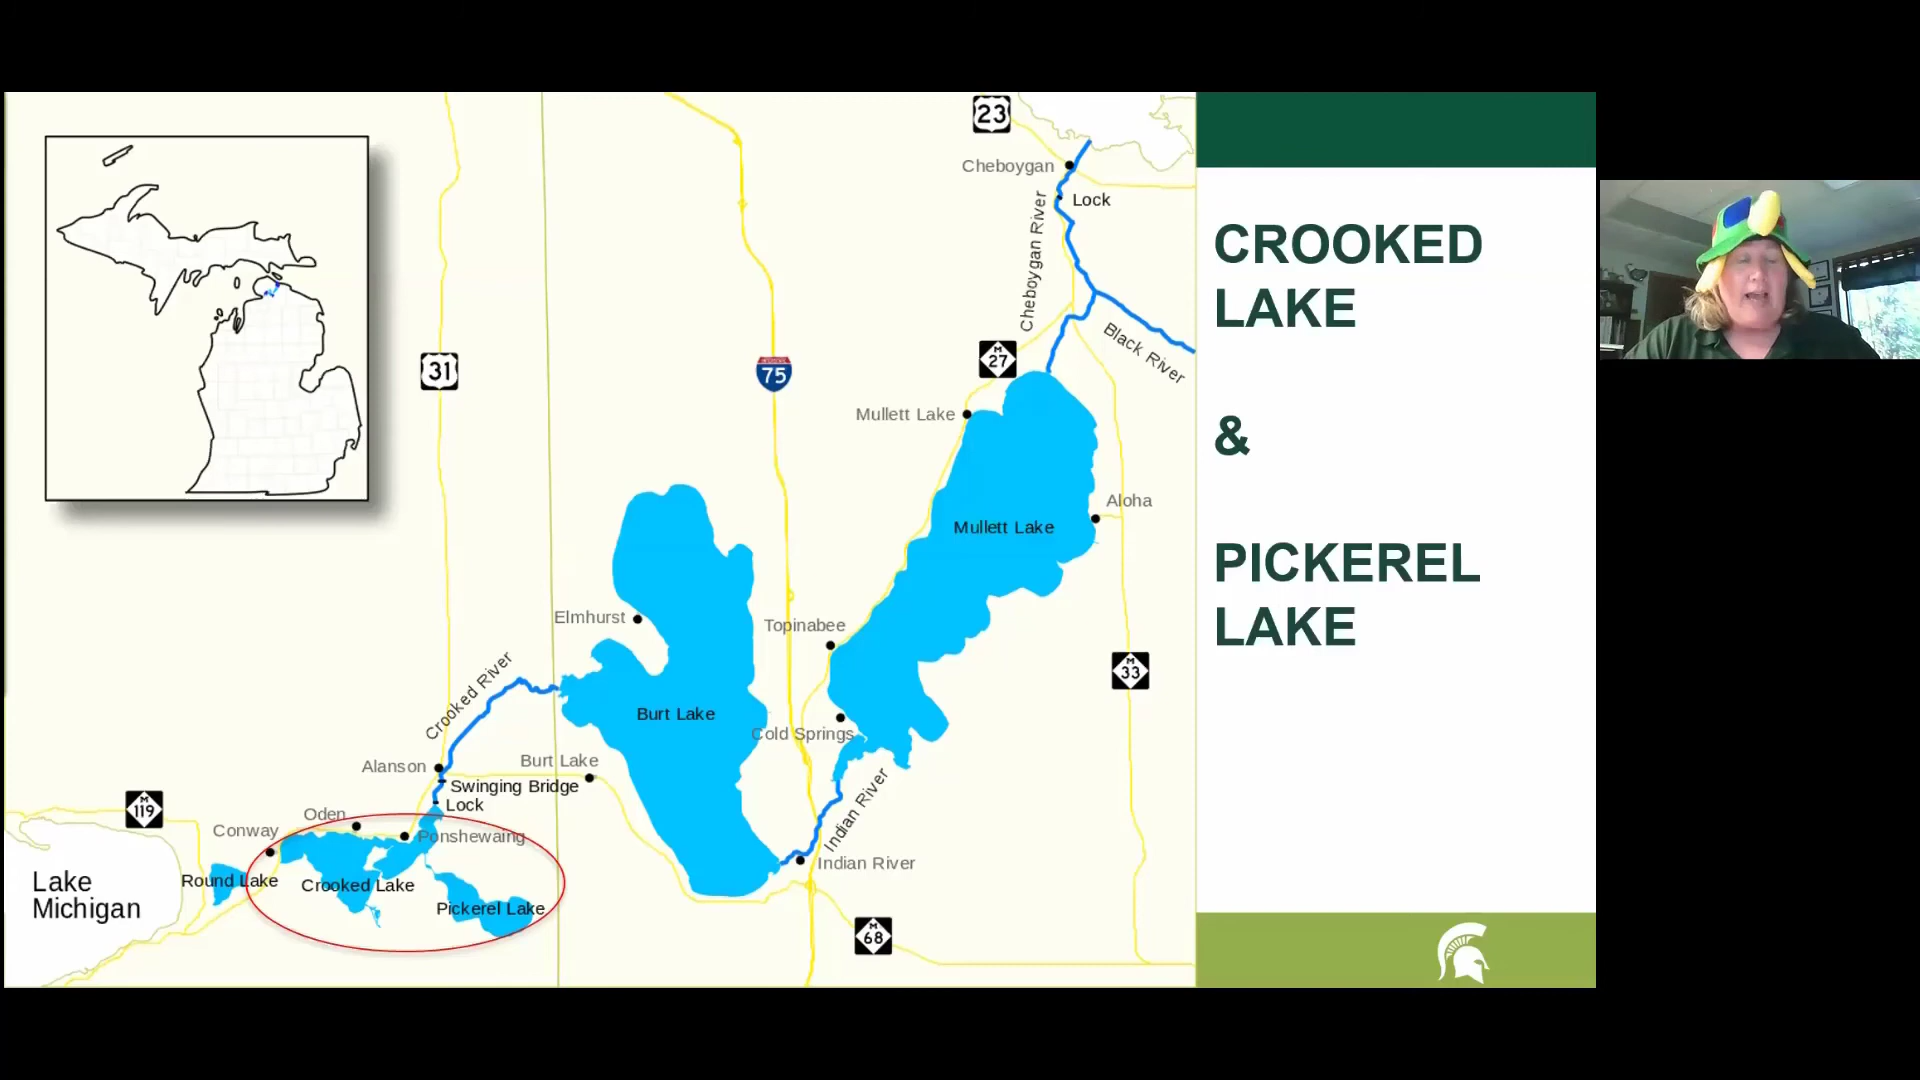 23
Cheboygan
Lock
Cheboygan River
Black River
31
75
M
27
Mullett Lake
Aloha
Mullett Lake
Elmhurst
Topinabee
M
33
Crooked River
Burt Lake
Cold Springs
Alanson
Burt Lake
Swinging Bridge
Lock
Indian River
M
119
Oden
Conway
Ponshewaing
Indian River
Lake
Michigan
Round Lake
Crooked Lake
Pickerel Lake
M
68
CROOKED
LAKE
&
PICKEREL
LAKE